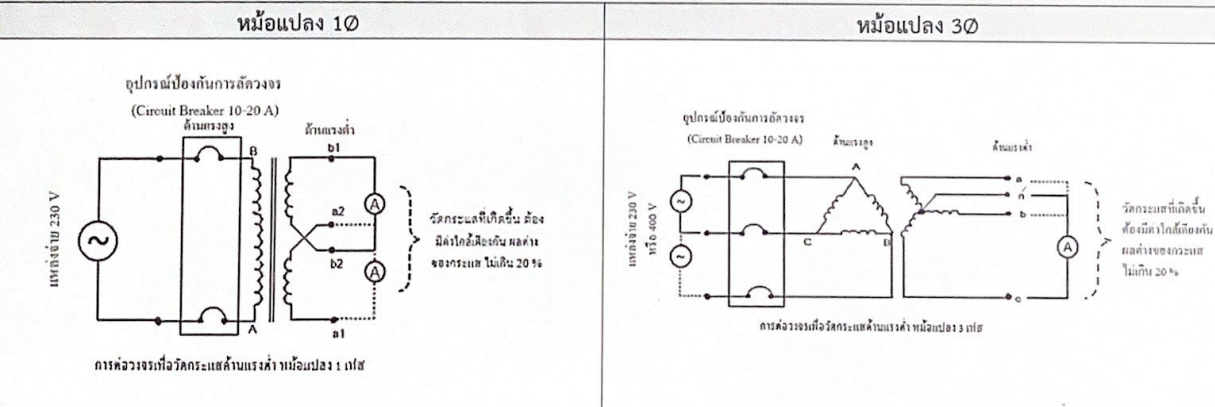 หม้อแปลง 1Ø
อุปกรณ์ป้องกันการลัดวงจร
(Circuit Breaker 10-20 A)
ด้านแรงสูง
ด้านแรงต่ำ
B
b1
แหล่งจ่าย 230 V
~
A
a2
b2
A
วัดกระแสที่เกิดขึ้น ต้อง
มีค่าใกล้เคียงกัน ผลต่าง
ของกระแส ไม่เกิน 20 %
A
a1
การต่อวงจรเพื่อวัดกระแสด้านแรงต่ำ หม้อแปลง 1 เฟส
หม้อแปลง 3Ø
อุปกรณ์ป้องกันการลัดวงจร
(Circuit Breaker 10-20 A)
ด้านแรงสูง
ด้านแรงต่ำ
A
a
n
b
แหล่งจ่าย 230 V
หรือ 400 V
~
~
C
B
A
วัดกระแสที่เกิดขึ้น
ต้องมีค่าใกล้เคียงกัน
ผลต่างของกระแส
ไม่เกิน 20 %
c
การต่อวงจรเพื่อวัดกระแสด้านแรงต่ำ หม้อแปลง 3 เฟส